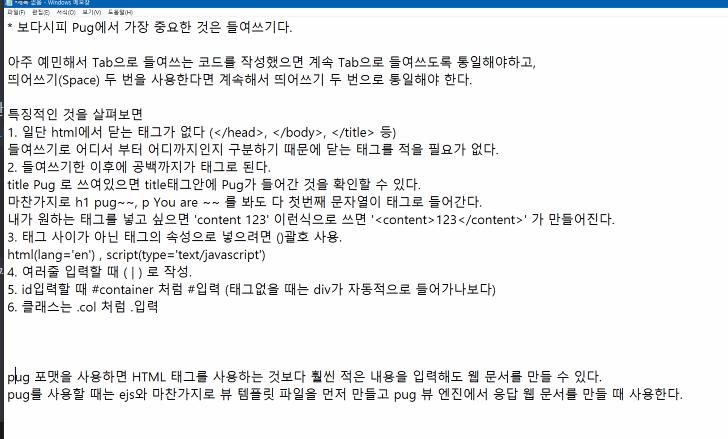 *제목 없음 - Windows 메모장
파일(F) 편집(E) 서식(O) 보기(V) 도움말(H)
* 보다시피 Pug에서 가장 중요한 것은 들여쓰기다.
아주 예민해서 Tab으로 들여쓰는 코드를 작성했으면 계속 Tab으로 들여쓰도록 통일해야하고,
띄어쓰기(Space) 두 번을 사용한다면 계속해서 띄어쓰기 두 번으로 통일해야 한다.
특징적인 것을 살펴보면
1. 일단 html에서 닫는 태그가 없다 (</head>, </body>, </title> 등)
들여쓰기로 어디서 부터 어디까지인지 구분하기 때문에 닫는 태그를 적을 필요가 없다.
2. 들여쓰기한 이후에 공백까지가 태그로 된다.
title Pug 로 쓰여있으면 title태그안에 Pug가 들어간 것을 확인할 수 있다.
마찬가지로 h1 pug~~, p You are ~~ 를 봐도 다 첫번째 문자열이 태그로 들어간다.
내가 원하는 태그를 넣고 싶으면 'content 123' 이런식으로 쓰면 '<content>123</content>' 가 만들어진다.
3. 태그 사이가 아닌 태그의 속성으로 넣으려면 ()괄호 사용.
html(lang='en') , script(type='text/javascript')
4. 여러줄 입력할 때 ( | ) 로 작성.
5. id입력할 때 #container 처럼 #입력 (태그없을 때는 div가 자동적으로 들어가나보다)
6. 클래스는 .col 처럼 .입력
pug 포맷을 사용하면 HTML 태그를 사용하는 것보다 훨씬 적은 내용을 입력해도 웹 문서를 만들 수 있다.
pug를 사용할 때는 ejs와 마찬가지로 뷰 템플릿 파일을 먼저 만들고 pug 뷰 엔진에서 응답 웹 문서를 만들 때 사용한다.